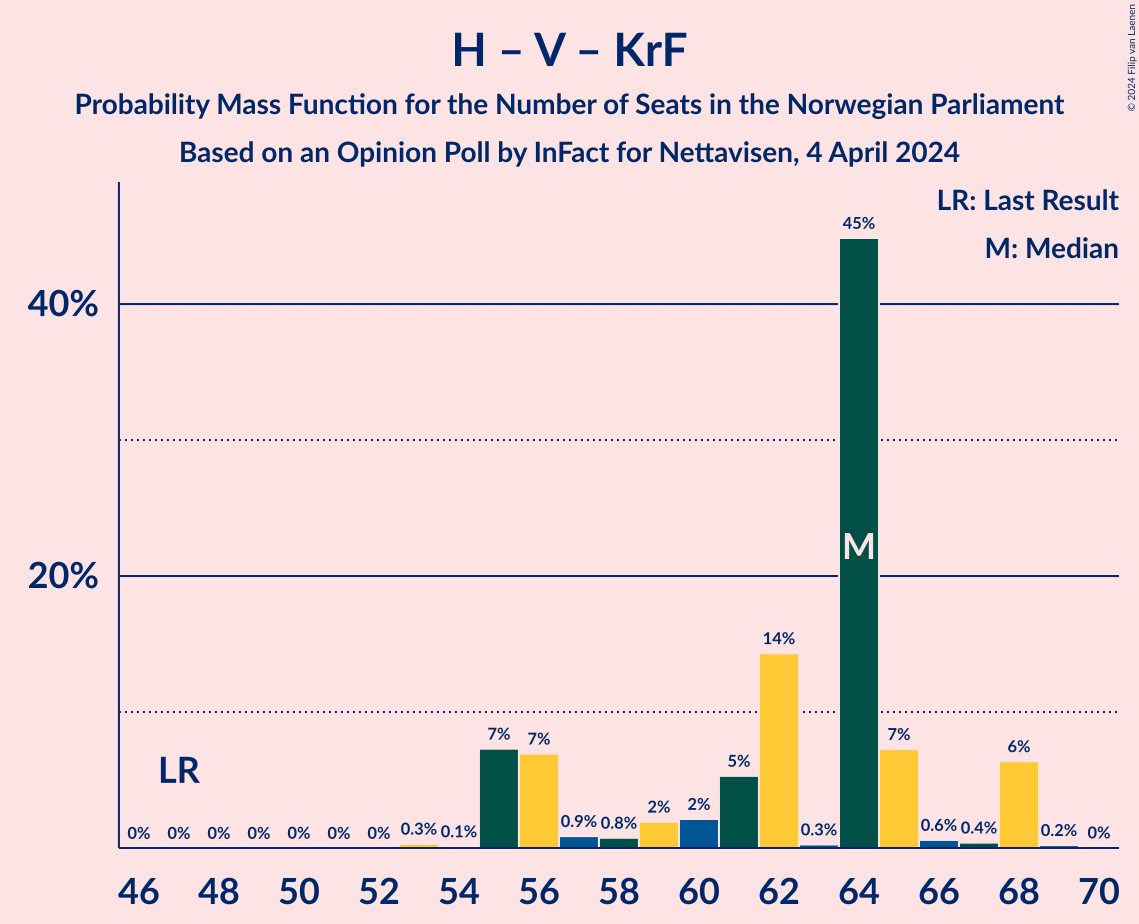 H – V – KrF
Probability Mass Function for the Number of Seats in the Norwegian Parliament
Based on an Opinion Poll by InFact for Nettavisen, 4 April 2024
© 2024 Filip van Laenen
LR: Last Result
M: Median
45%
40%
M
20%
14%
7% 7% 5% 7% 6%
LR
0% 0% 0% 0% 0% 0% 0% 0.3% 0.1% 0.9% 0.8% 2% 2% 0.3% 0.6% 0.4% 0.2% 0%
46 48 50 52 54 56 58 60 62 64 66 68 70